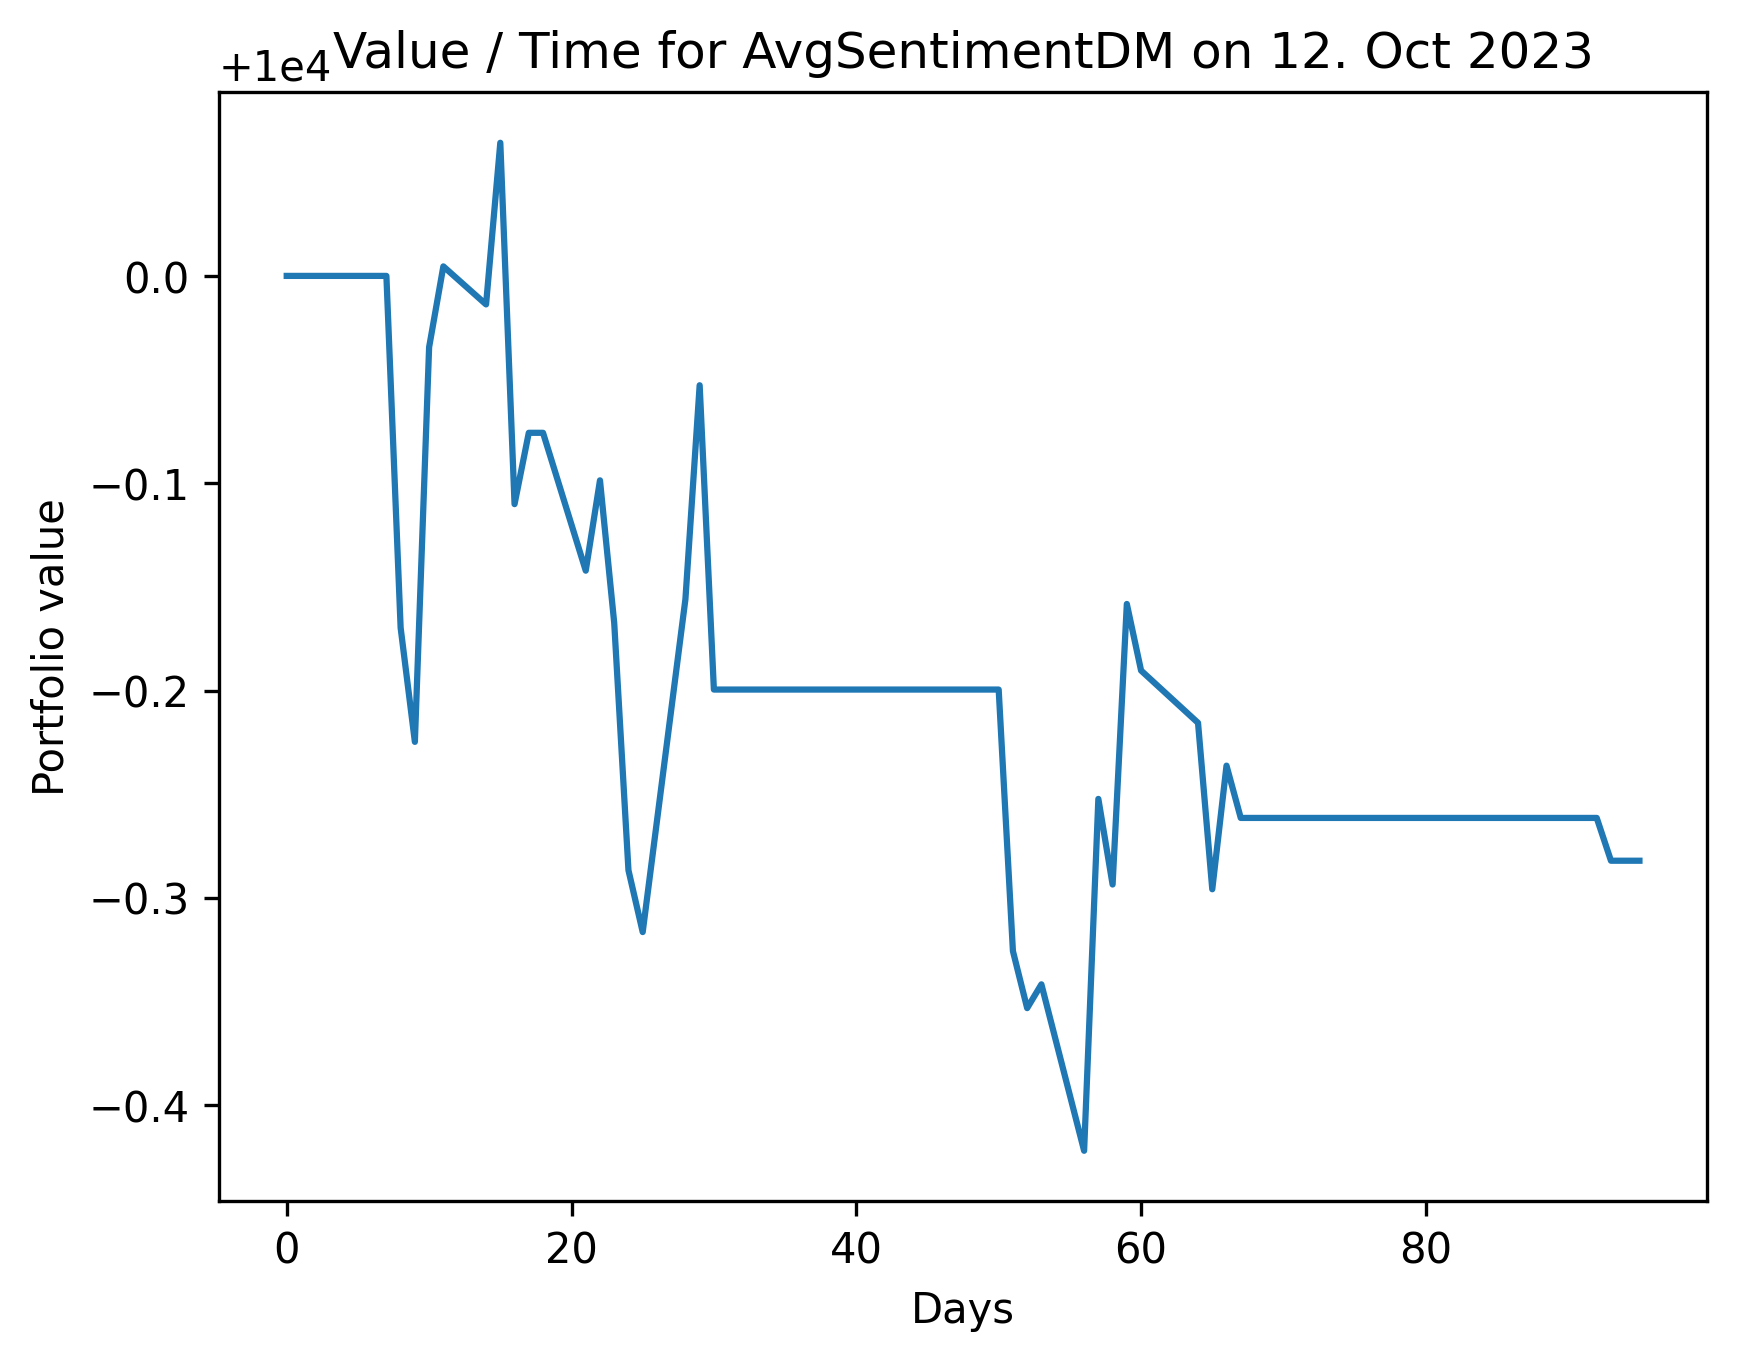 +1e4
Value / Time for AvgSentimentDM on 12. Oct 2023
0.0
−0.1
−0.2
−0.3
−0.4
Portfolio value
0 20 40 60 80
Days